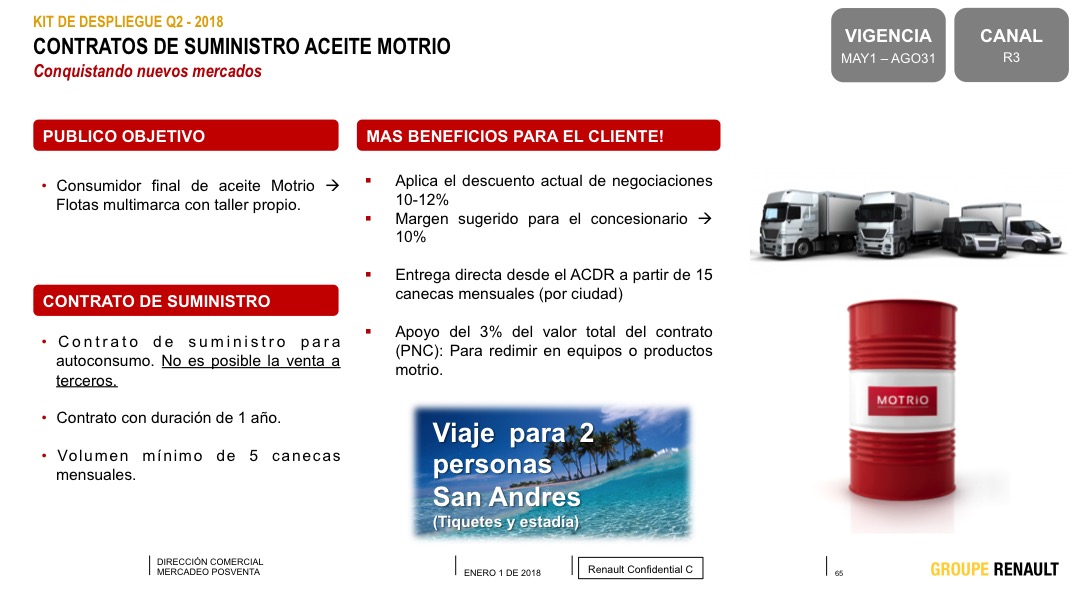 KIT DE DESPLIEGUE Q2 - 2018
CONTRATOS DE SUMINISTRO ACEITE MOTRIO
Conquistando nuevos mercados
VIGENCIA
MAY1 – AGO31
CANAL
R3
PUBLICO OBJETIVO
• Consumidor final de aceite Motrio →
Flotas multimarca con taller propio.
CONTRATO DE SUMINISTRO
• Contrato de suministro para
autoconsumo. No es posible la venta a
terceros.
• Contrato con duración de 1 año.
• Volumen mínimo de 5 canecas
mensuales.
MAS BENEFICIOS PARA EL CLIENTE!
▪ Aplica el descuento actual de negociaciones
10-12%
▪ Margen sugerido para el concesionario →
10%
▪ Entrega directa desde el ACDR a partir de 15
canecas mensuales (por ciudad)
▪ Apoyo del 3% del valor total del contrato
(PNC): Para redimir en equipos o productos
motrio.
Viaje para 2
personas
San Andres
(Tiquetes y estadía)
MOTRIO
DIRECCIÓN COMERCIAL
MERCADEO POSVENTA
ENERO 1 DE 2018
Renault Confidential C
65
GROUPE RENAULT